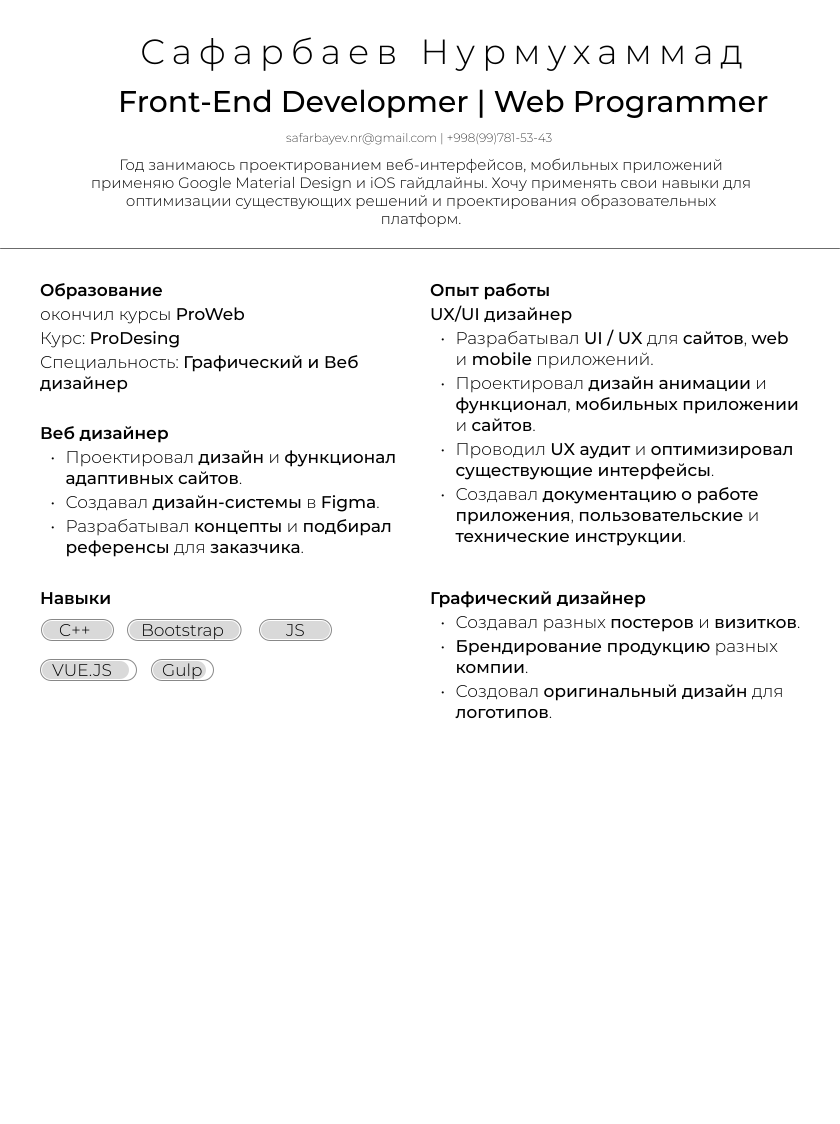 Сафарбаев Нурмухаммад
Front-End Developmer | Web Programmer
safarbayev.nr@gmail.com | +998(99)781-53-43
Год занимаюсь проектированием веб-интерфейсов, мобильных приложений
применяю Google Material Design и iOS гайдлайны. Хочу применять свои навыки для
оптимизации существующих решений и проектирования образовательных
платформ.
Образование
окончил курсы ProWeb
Курс: ProDesing
Специальность: Графический и Веб
дизайнер
Веб дизайнер
• Проектировал дизайн и функционал
адаптивных сайтов.
• Создавал дизайн-системы в Figma.
• Разрабатывал концепты и подбирал
референсы для заказчика.
Навыки
C++ Bootstrap JS
VUE.JS Gulp
Опыт работы
UX/UI дизайнер
• Разрабатывал UI / UX для сайтов, web
и mobile приложений.
• Проектировал дизайн анимации и
функционал, мобильных приложении
и сайтов.
• Проводил UX аудит и оптимизировал
существующие интерфейсы.
• Создавал документацию о работе
приложения, пользовательские и
технические инструкции.
Графический дизайнер
• Создавал разных постеров и визитков.
• Брендирование продукцию разных
компии.
• Создовал оригинальный дизайн для
логотипов.